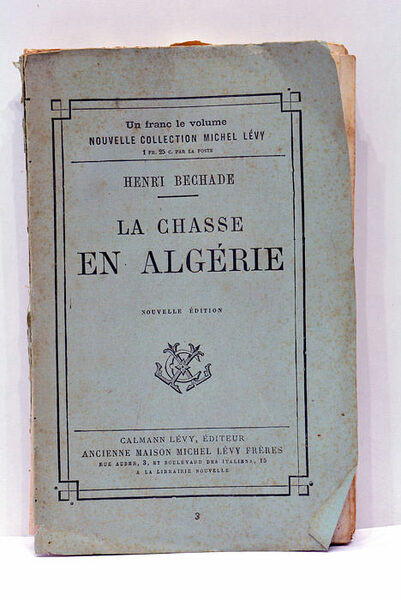 Un franc le volume
NOUVELLE COLLECTION MICHEL LÉVY
1 FR. 25 C. PAR LA POSTE
HENRI BECHADE
LA CHASSE
EN ALGÉRIE
NOUVELLE ÉDITION
CALMANN LÉVY, ÉDITEUR
ANCIENNE MAISON MICHEL LÉVY FRÈRES
RUE AUBER, 3, ET BOULEVARD DES ITALIENS, 15
A LA LIBRAIRIE NOUVELLE
3